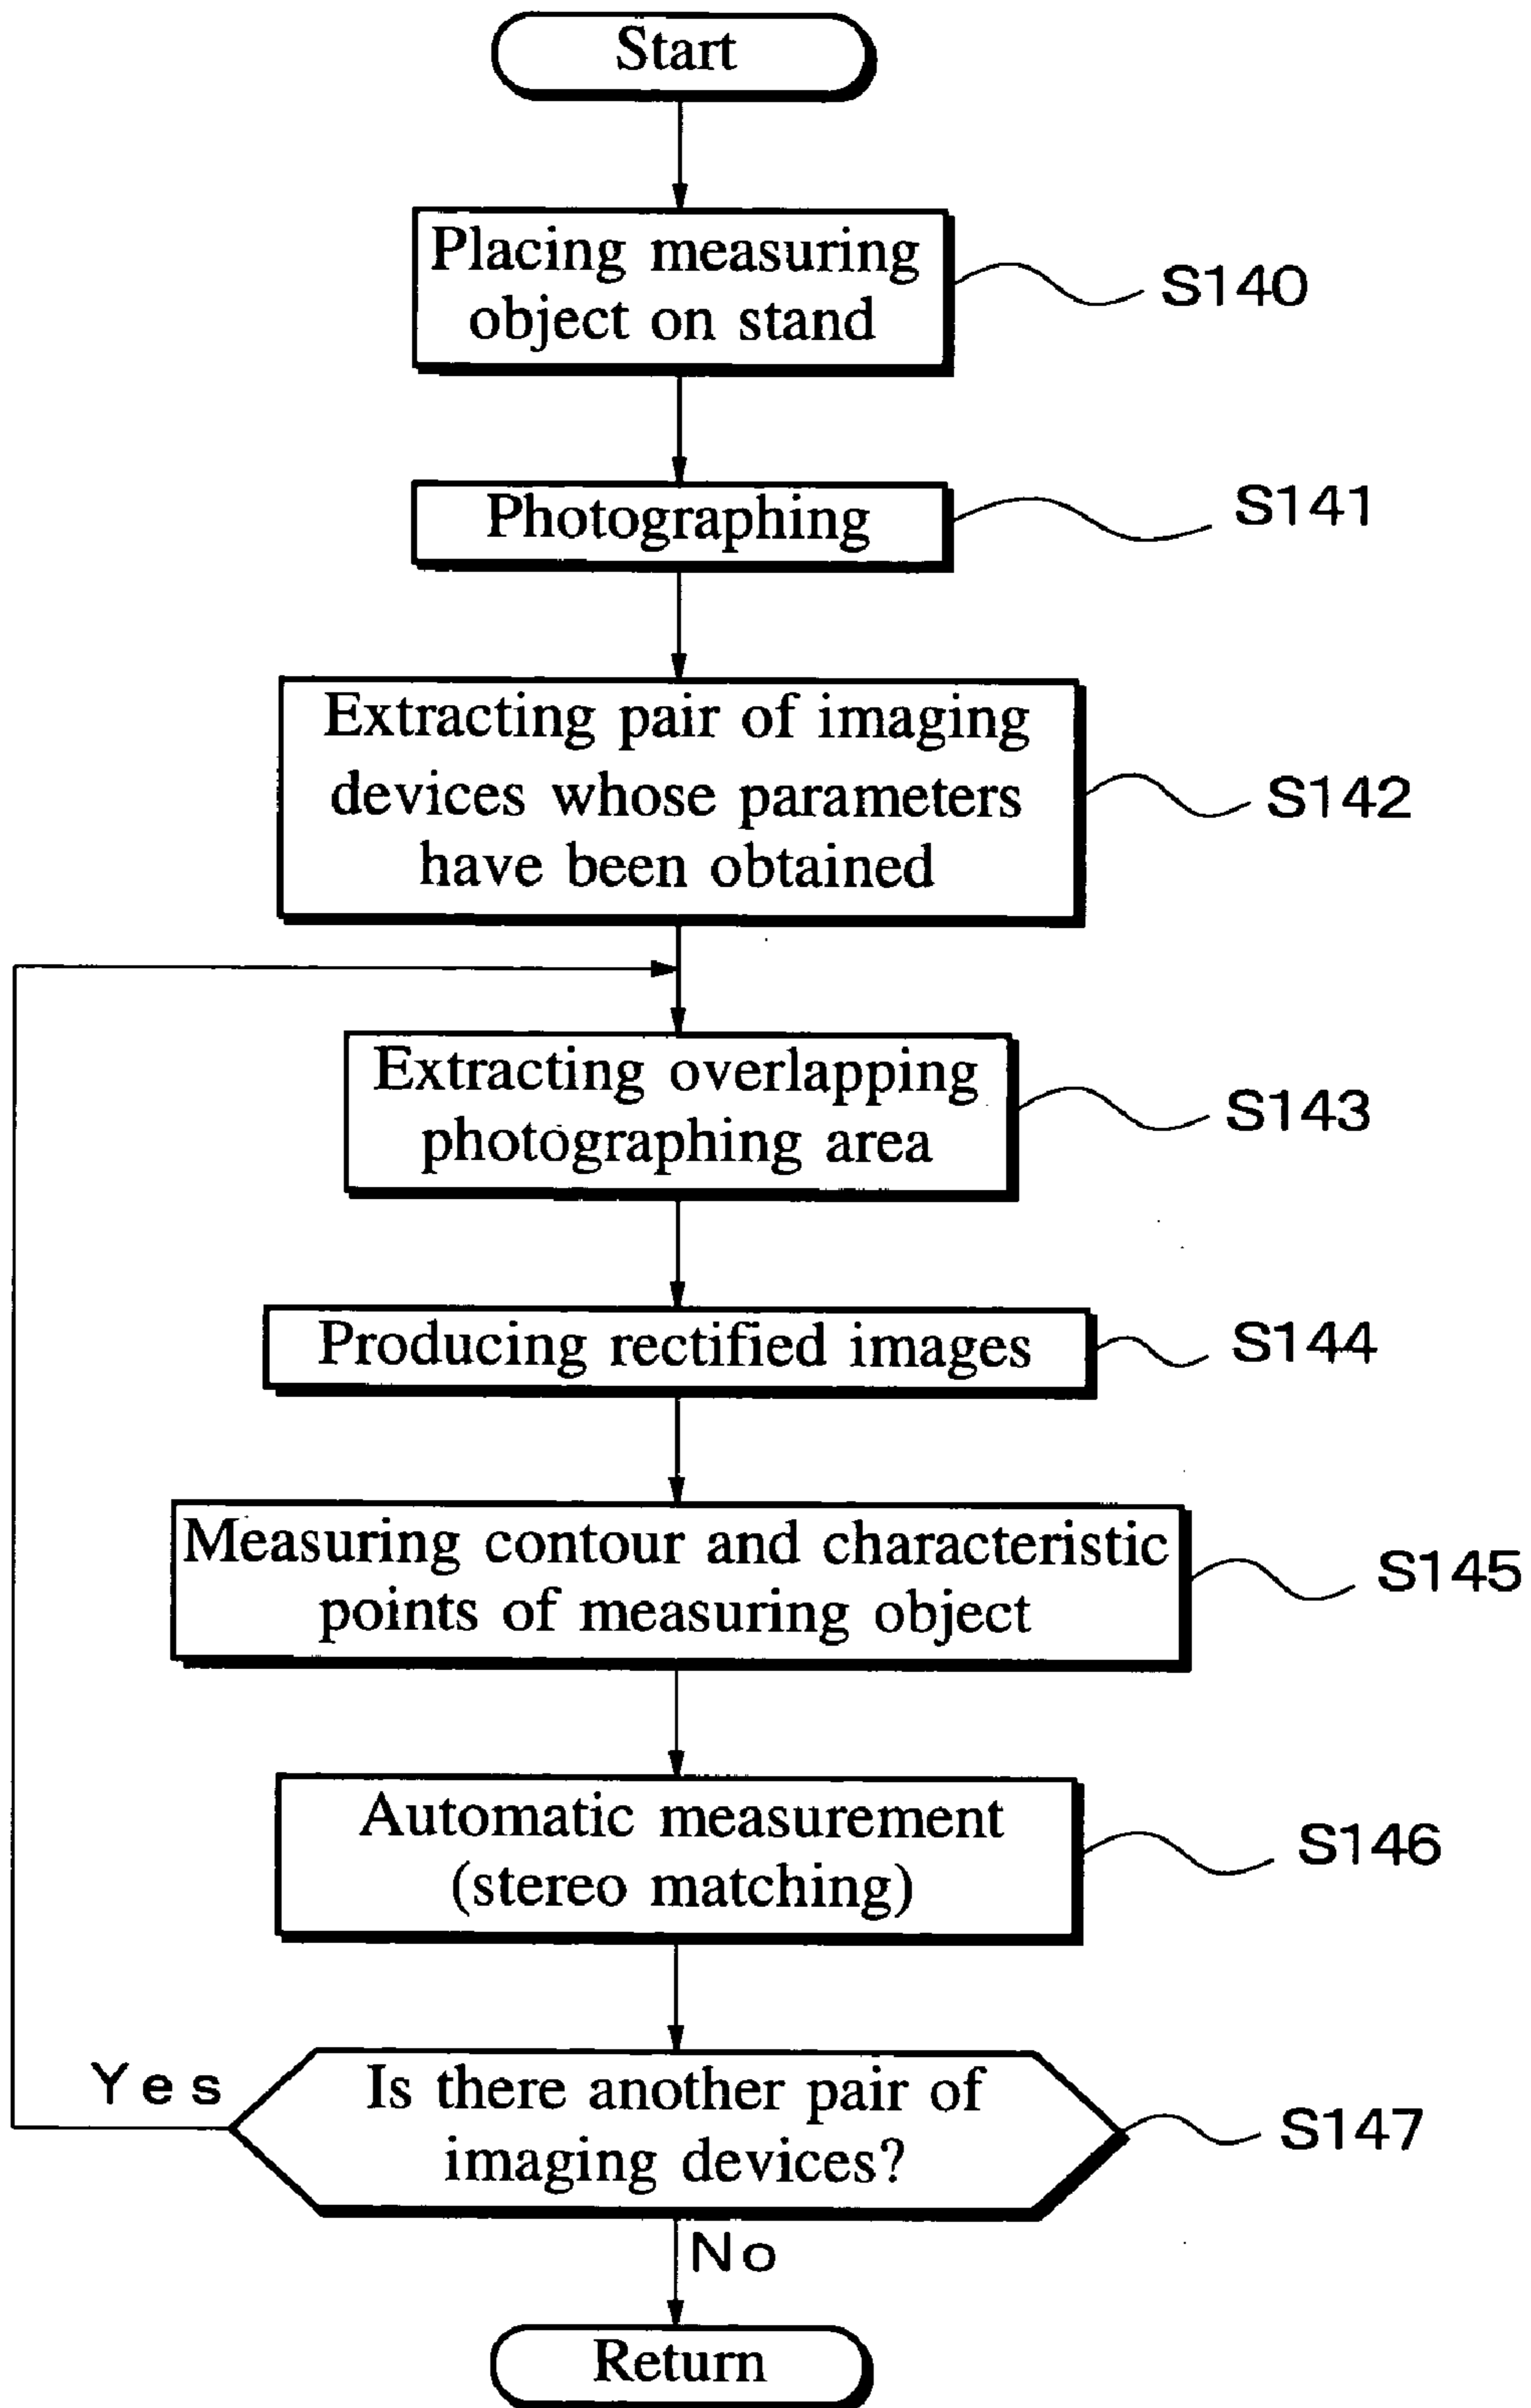 Start
Placing measuring
object on stand
S140
Photographing
S141
Extracting pair of imaging
devices whose parameters
have been obtained
S142
Extracting overlapping
photographing area
S143
Producing rectified images
S144
Measuring contour and characteristic
points of measuring object
S145
Automatic measurement
(stereo matching)
S146
Yes
Is there another pair of
imaging devices?
S147
No
Return